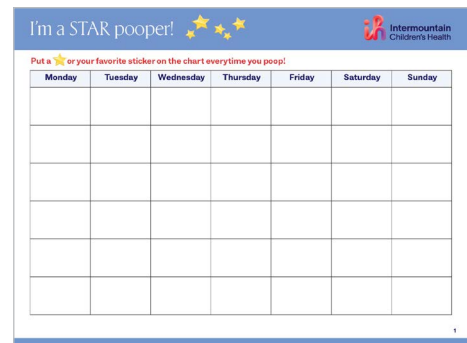 I'm a STAR pooper!
Intermountain
Children's Health
Put a or your favorite sticker on the chart everytime you poop!
Monday Tuesday Wednesday Thursday Friday Saturday Sunday
1